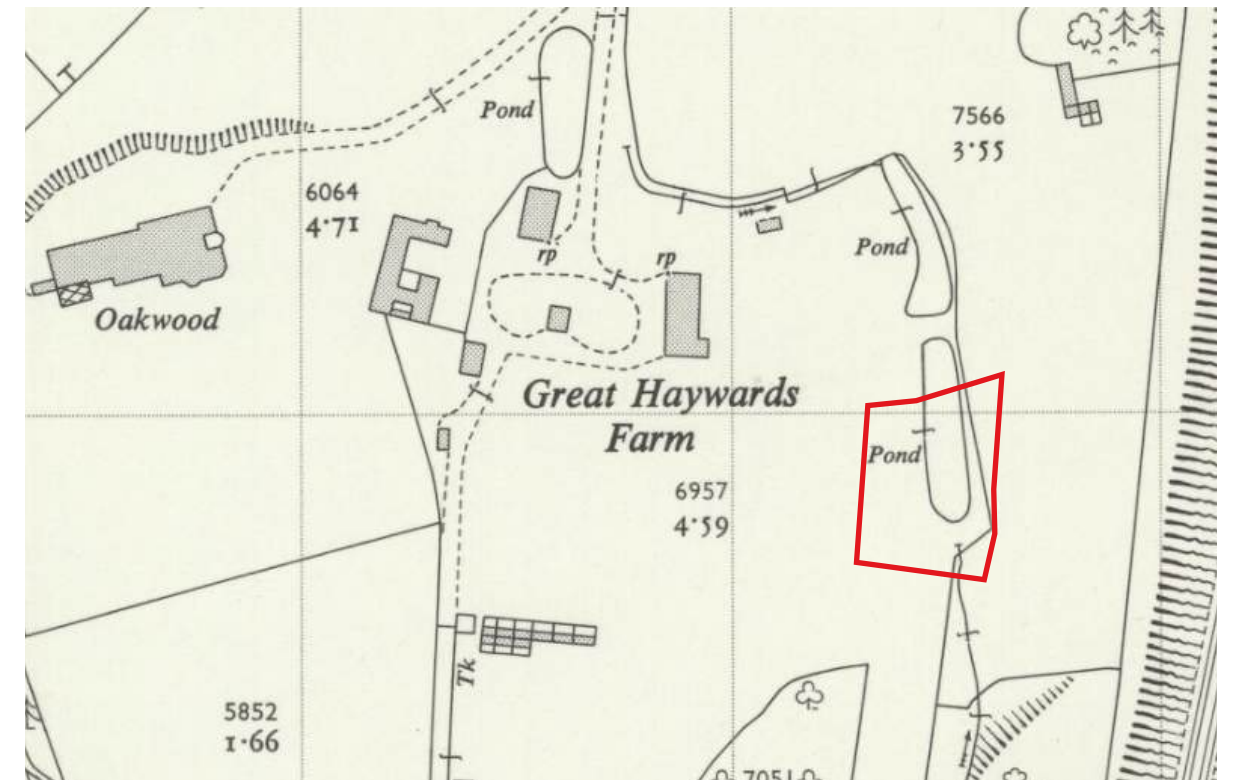 Pond
7566
3·55
6064
4·71
Pond
rp
rp
Oakwood
Great Haywards
Farm
Pond
6957
4·59
Tk
5852
1·66
7051